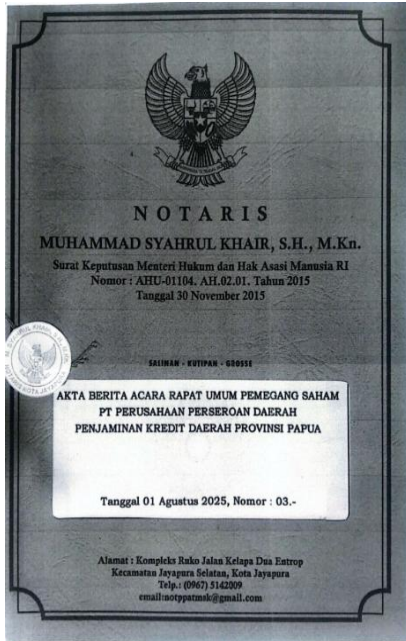 NOTARIS
MUHAMMAD SYAHRUL KHAIR, S.H., M.Kn.
Surat Keputusan Menteri Hukum dan Hak Asasi Manusia RI
Nomor : AHU-01104. AH.02.01. Tahun 2015
Tanggal 30 November 2015
SALINAN - KUTIPAN - GROSSE
AKTA BERITA ACARA RAPAT UMUM PEMEGANG SAHAM
PT PERUSAHAAN PERSEROAN DAERAH
PENJAMINAN KREDIT DAERAH PROVINSI PAPUA
Tanggal 01 Agustus 2025, Nomor : 03.-
Alamat : Kompleks Ruko Jalan Kelapa Dua Entrop
Kecamatan Jayapura Selatan, Kota Jayapura
Telp.: (0967) 5142009
email:notppatmsk@gmail.com